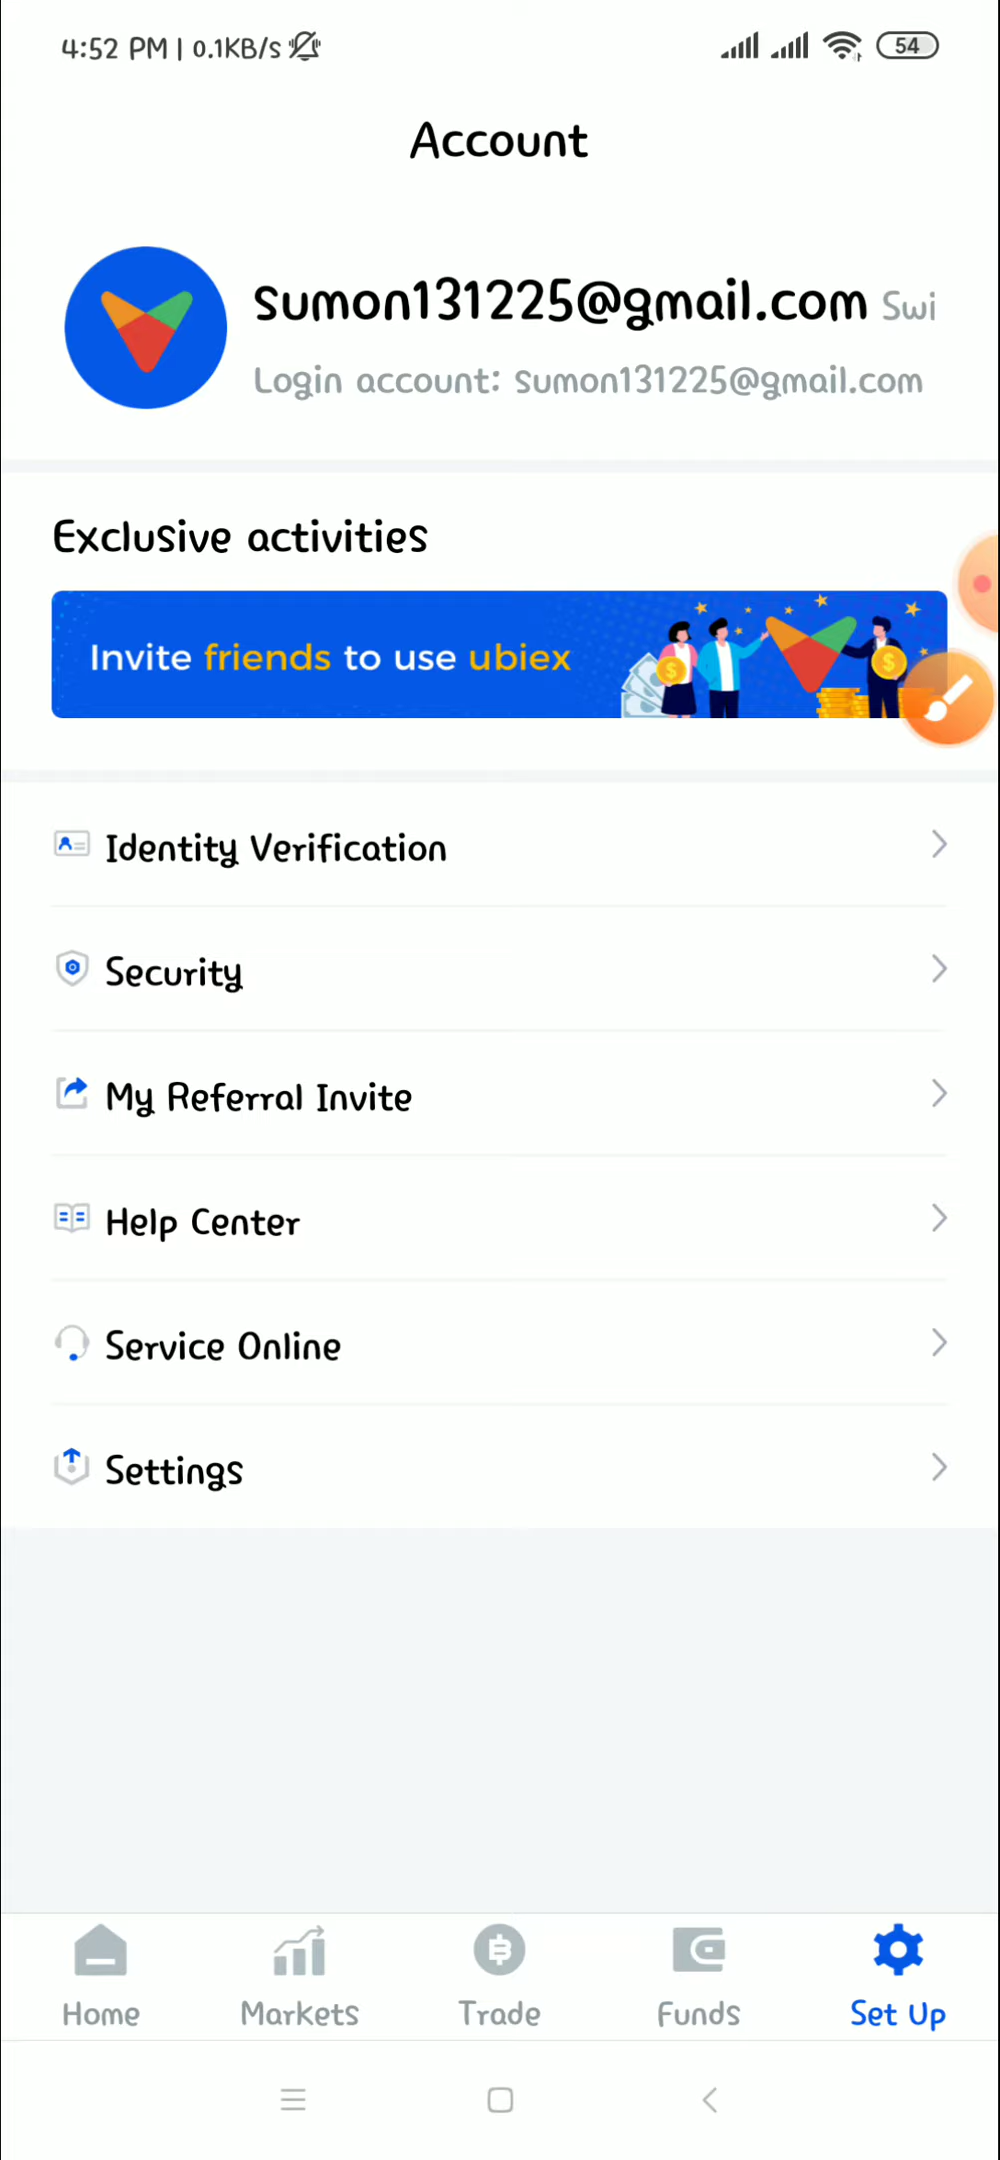 4:52 PM | 0.1KB/s
54
Account
sumon131225@gmail.com Swi
Login account: sumon131225@gmail.com
Exclusive activities
Invite friends to use ubiex
Identity Verification
Security
My Referral Invite
Help Center
Service Online
Settings
Home Markets Trade Funds Set Up